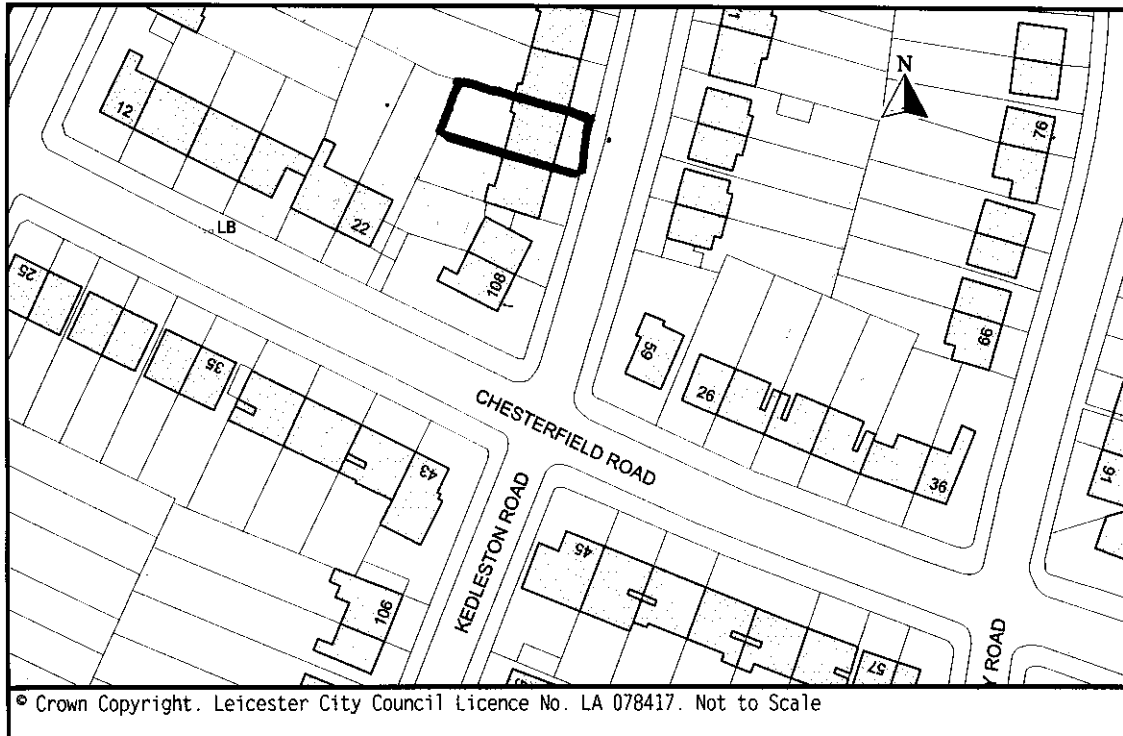 N
12
76
22
LB
108
25
59
66
35
26
CHESTERFIELD ROAD
43
36
91
KEDLESTON ROAD
45
106
57
Y ROAD
© Crown Copyright. Leicester City Council Licence No. LA 078417. Not to Scale